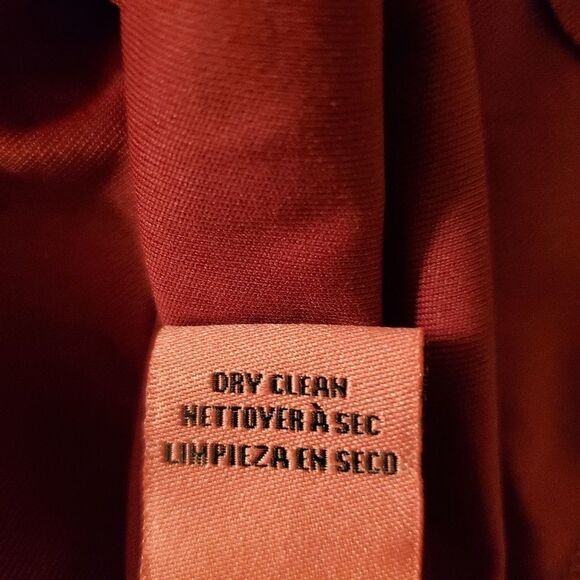 DRY CLEAN
NETTOYER À SEC
LIMPIEZA EN SECO